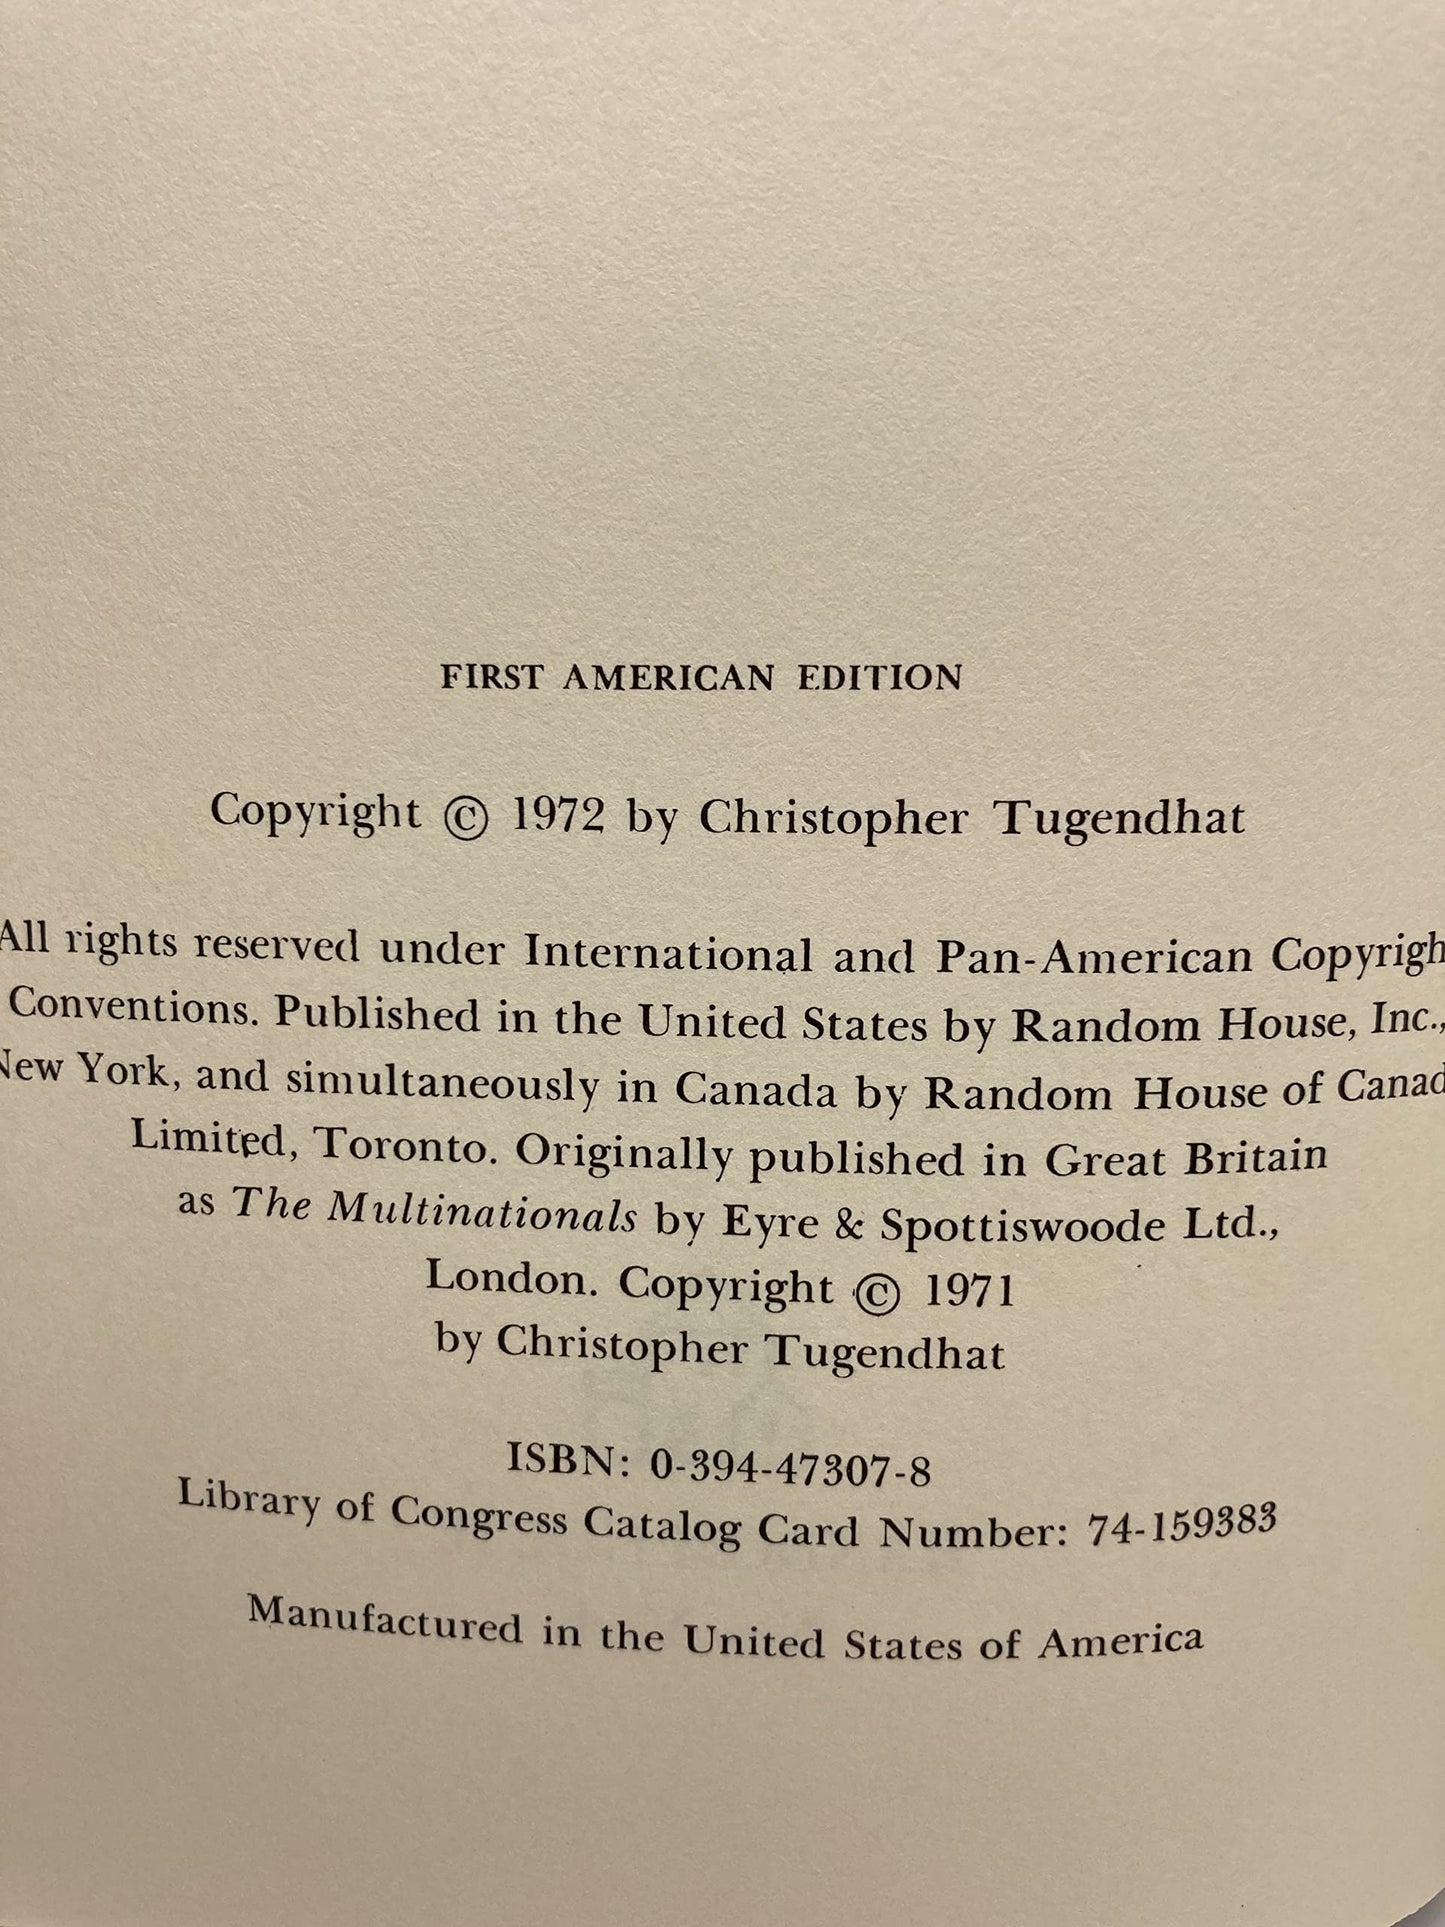 FIRST AMERICAN EDITION
Copyright © 1972 by Christopher Tugendhat
All rights reserved under International and Pan-American Copyrigh
Conventions. Published in the United States by Random House, Inc.,
New York, and simultaneously in Canada by Random House of Canad
Limited, Toronto. Originally published in Great Britain
as The Multinationals by Eyre & Spottiswoode Ltd.,
London. Copyright © 1971
by Christopher Tugendhat
ISBN: 0-394-47307-8
Library of Congress Catalog Card Number: 74-159383
Manufactured in the United States of America